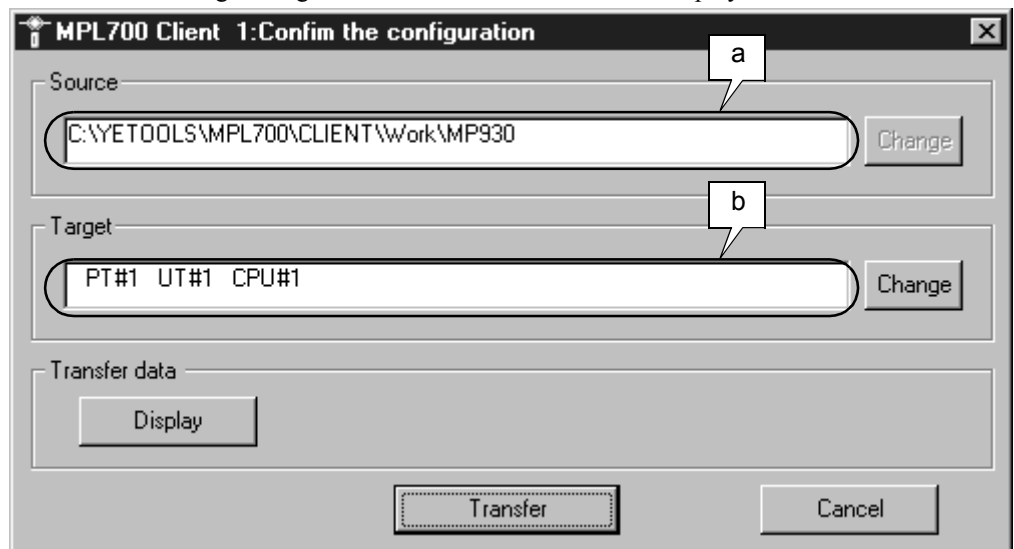 MPL700 Client 1:Confim the configuration
a
Source
C:\YETOOLS\MPL700\CLIENT\Work\MP930
Change
b
Target
PT#1 UT#1 CPU#1
Change
Transfer data
Display
Transfer
Cancel